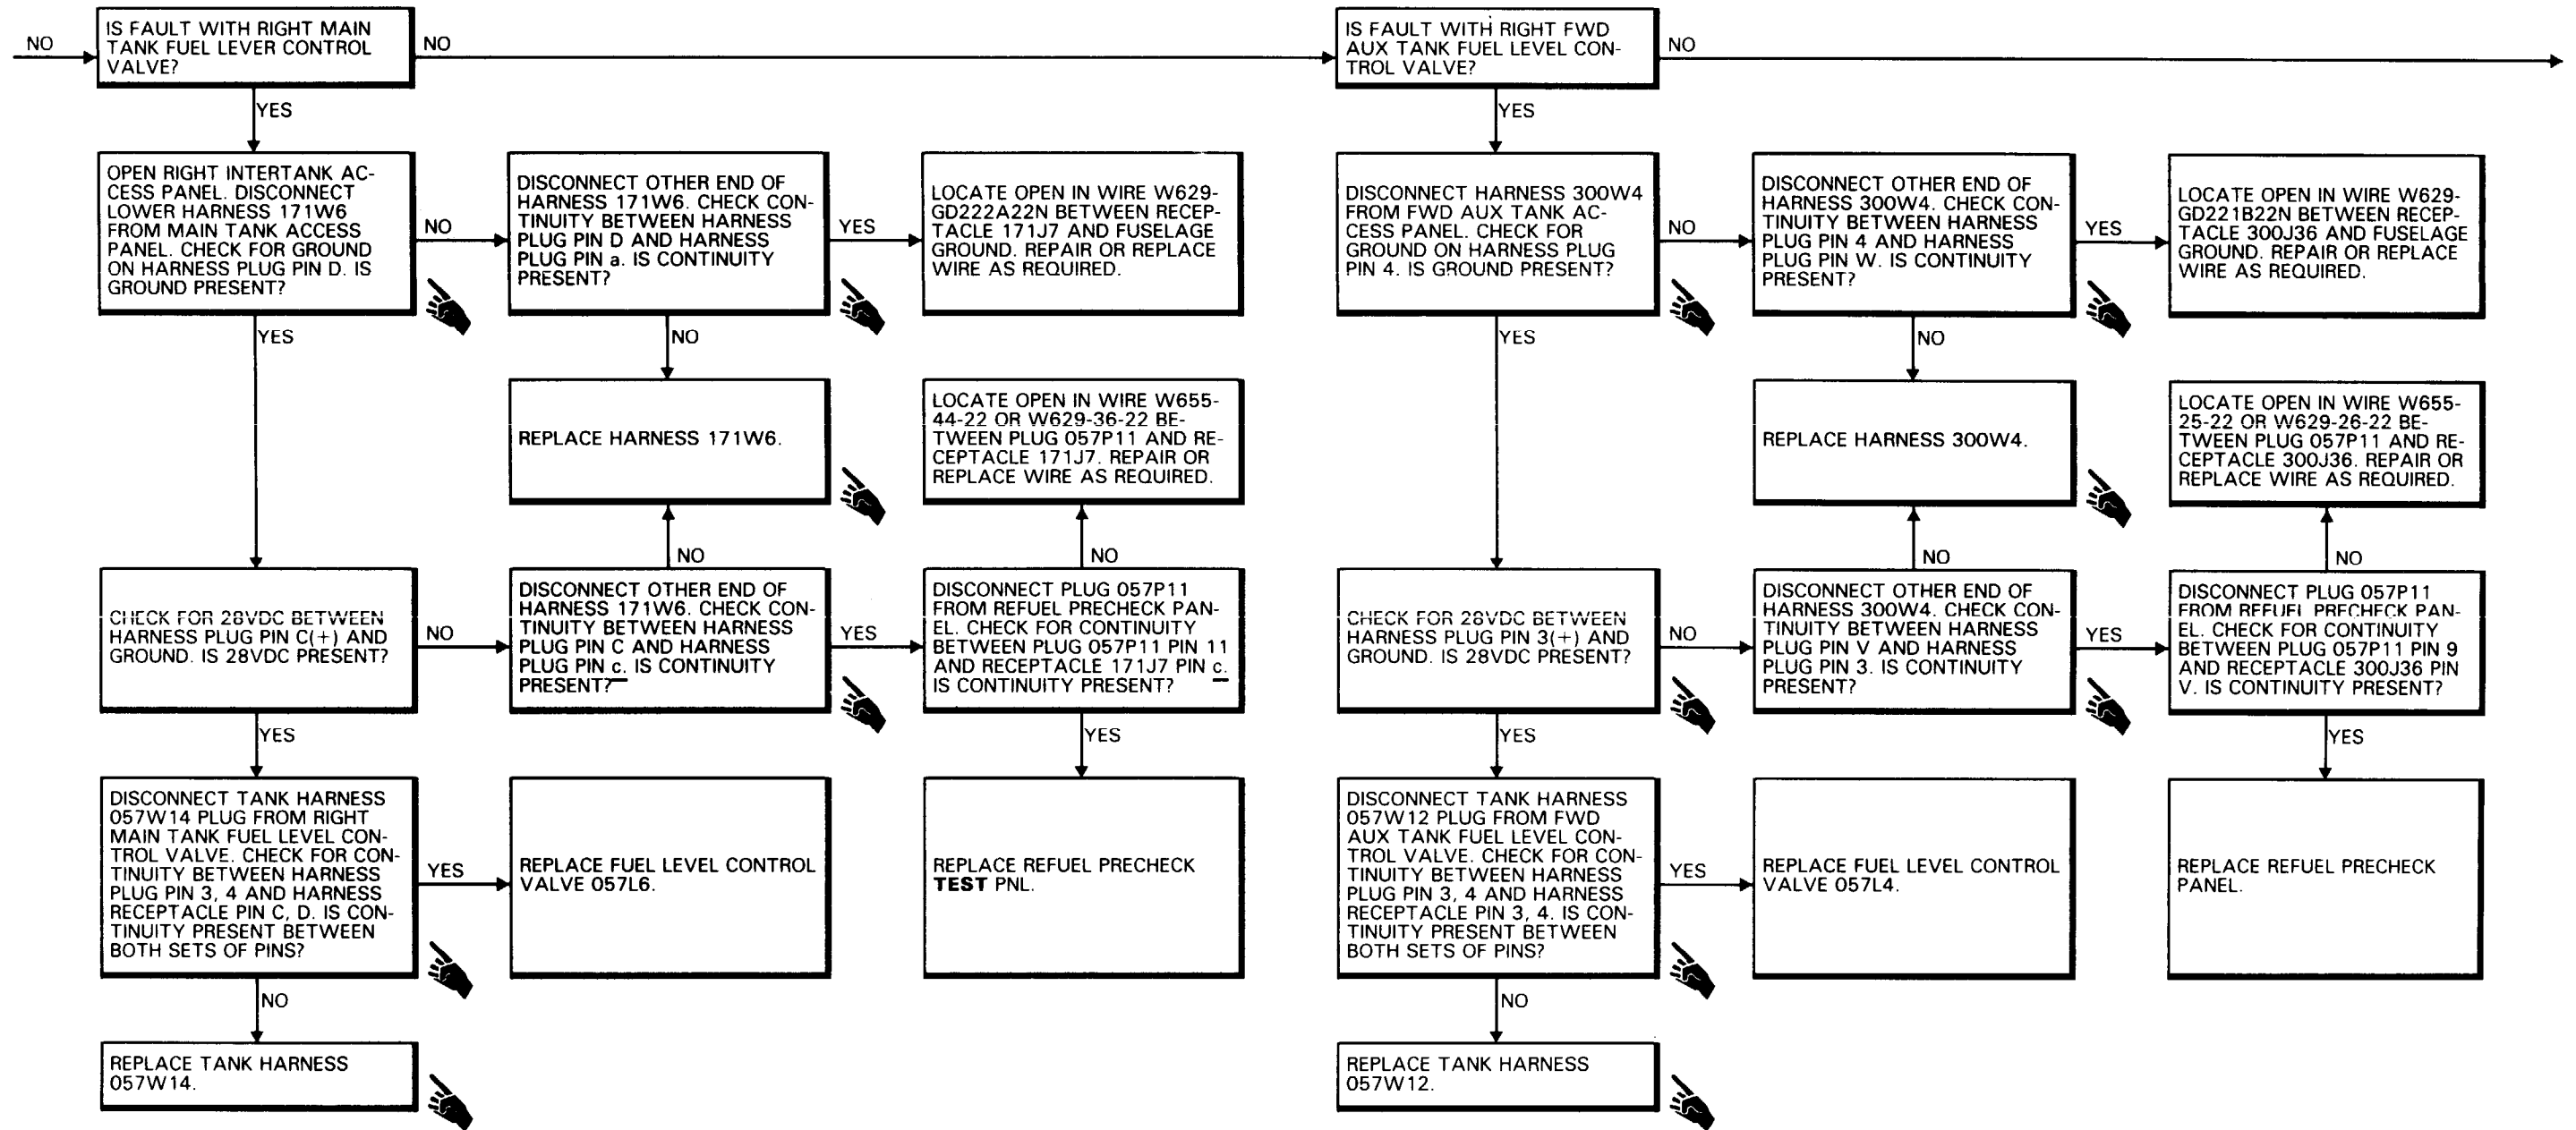 NO
IS FAULT WITH RIGHT MAIN
TANK FUEL LEVER CONTROL
VALVE?
NO
YES
OPEN RIGHT INTERTANK AC-
CESS PANEL. DISCONNECT
LOWER HARNESS 171W6
FROM MAIN TANK ACCESS
PANEL. CHECK FOR GROUND
ON HARNESS PLUG PIN D. IS
GROUND PRESENT?
NO
DISCONNECT OTHER END OF
HARNESS 171W6. CHECK CON-
TINUITY BETWEEN HARNESS
PLUG PIN D AND HARNESS
PLUG PIN a. IS CONTINUITY
PRESENT?
YES
LOCATE OPEN IN WIRE W629-
GD222A22N BETWEEN RECEP-
TACLE 171J7 AND FUSELAGE
GROUND. REPAIR OR REPLACE
WIRE AS REQUIRED.
YES
NO
REPLACE HARNESS 171W6.
LOCATE OPEN IN WIRE W655-
44-22 OR W629-36-22 BE-
TWEEN PLUG 057P11 AND RE-
CEPTACLE 171J7. REPAIR OR
REPLACE WIRE AS REQUIRED.
NO
NO
CHECK FOR 28VDC BETWEEN
HARNESS PLUG PIN C(+) AND
GROUND. IS 28VDC PRESENT?
NO
DISCONNECT OTHER END OF
HARNESS 171W6. CHECK CON-
TINUITY BETWEEN HARNESS
PLUG PIN C AND HARNESS
PLUG PIN c. IS CONTINUITY
PRESENT?
YES
DISCONNECT PLUG 057P11
FROM REFUEL PRECHECK PAN-
EL. CHECK FOR CONTINUITY
BETWEEN PLUG 057P11 PIN 11
AND RECEPTACLE 171J7 PIN c.
IS CONTINUITY PRESENT?
YES
YES
DISCONNECT TANK HARNESS
057W14 PLUG FROM RIGHT
MAIN TANK FUEL LEVEL CON-
TROL VALVE. CHECK FOR CON-
TINUITY BETWEEN HARNESS
PLUG PIN 3, 4 AND HARNESS
RECEPTACLE PIN C, D. IS CON-
TINUITY PRESENT BETWEEN
BOTH SETS OF PINS?
YES
REPLACE FUEL LEVEL CONTROL
VALVE 057L6.
REPLACE REFUEL PRECHECK
TEST PNL.
NO
REPLACE TANK HARNESS
057W14.
IS FAULT WITH RIGHT FWD
AUX TANK FUEL LEVEL CON-
TROL VALVE?
NO
YES
DISCONNECT HARNESS 300W4
FROM FWD AUX TANK AC-
CESS PANEL. CHECK FOR
GROUND ON HARNESS PLUG
PIN 4. IS GROUND PRESENT?
NO
DISCONNECT OTHER END OF
HARNESS 300W4. CHECK CON-
TINUITY BETWEEN HARNESS
PLUG PIN 4 AND HARNESS
PLUG PIN W. IS CONTINUITY
PRESENT?
YES
LOCATE OPEN IN WIRE W629-
GD221B22N BETWEEN RECEP-
TACLE 300J36 AND FUSELAGE
GROUND. REPAIR OR REPLACE
WIRE AS REQUIRED.
YES
NO
REPLACE HARNESS 300W4.
LOCATE OPEN IN WIRE W655-
25-22 OR W629-26-22 BE-
TWEEN PLUG 057P11 AND RE-
CEPTACLE 300J36. REPAIR OR
REPLACE WIRE AS REQUIRED.
NO
NO
CHECK FOR 28VDC BETWEEN
HARNESS PLUG PIN 3(+) AND
GROUND. IS 28VDC PRESENT?
NO
DISCONNECT OTHER END OF
HARNESS 300W4. CHECK CON-
TINUITY BETWEEN HARNESS
PLUG PIN V AND HARNESS
PLUG PIN 3. IS CONTINUITY
PRESENT?
YES
DISCONNECT PLUG 057P11
FROM REFUEL PRECHECK PAN-
EL. CHECK FOR CONTINUITY
BETWEEN PLUG 057P11 PIN 9
AND RECEPTACLE 300J36 PIN
V. IS CONTINUITY PRESENT?
YES
YES
DISCONNECT TANK HARNESS
057W12 PLUG FROM FWD
AUX TANK FUEL LEVEL CON-
TROL VALVE. CHECK FOR CON-
TINUITY BETWEEN HARNESS
PLUG PIN 3, 4 AND HARNESS
RECEPTACLE PIN 3, 4. IS CON-
TINUITY PRESENT BETWEEN
BOTH SETS OF PINS?
YES
REPLACE FUEL LEVEL CONTROL
VALVE 057L4.
REPLACE REFUEL PRECHECK
PANEL.
NO
REPLACE TANK HARNESS
057W12.